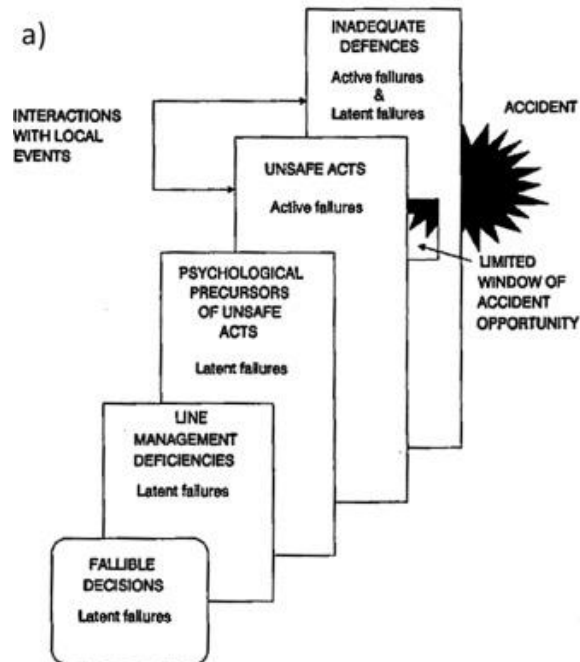 a)
INADEQUATE
DEFENCES
Active failures
&
Latent failures
INTERACTIONS
WITH LOCAL
EVENTS
ACCIDENT
UNSAFE ACTS
Active failures
LIMITED
WINDOW OF
ACCIDENT
OPPORTUNITY
PSYCHOLOGICAL
PRECURSORS
OF UNSAFE
ACTS
Latent failures
LINE
MANAGEMENT
DEFICIENCIES
Latent failures
FALLIBLE
DECISIONS
Latent failures